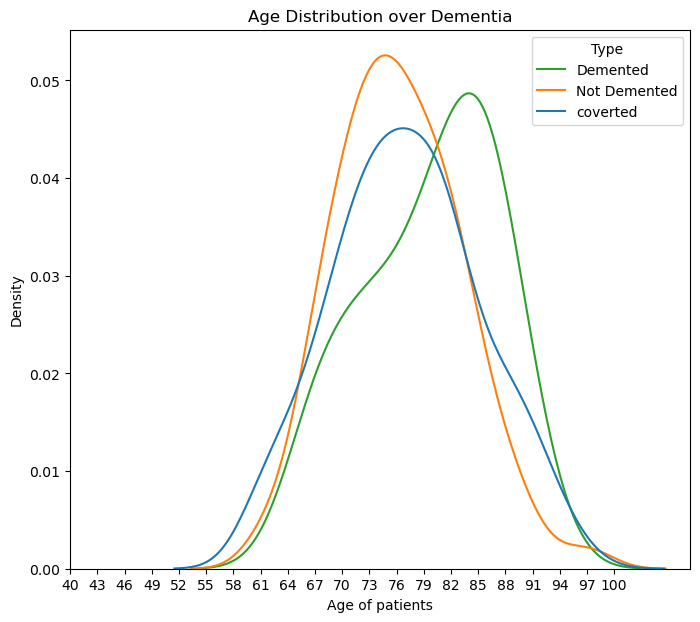 Age Distribution over Dementia
Type
Demented
Not Demented
coverted
0.05
0.04
0.03
0.02
0.01
0.00
Density
40 43 46 49 52 55 58 61 64 67 70 73 76 79 82 85 88 91 94 97 100
Age of patients